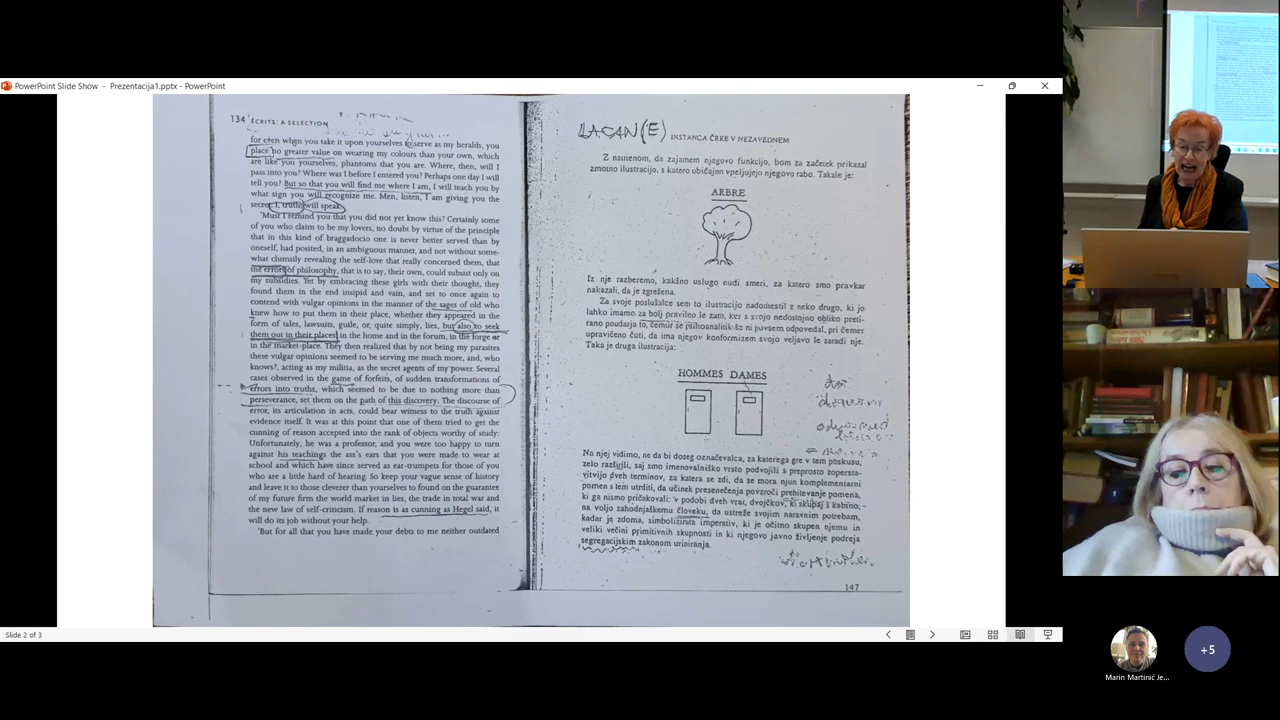 PowerPoint Slide Show - Prezentacija1.pptx - PowerPoint
134 ÉCRITS: A SELECTION
for even when you take it upon yourselves to serve as my heralds, you
place no greater value on wearing my colours than your own, which
are like you yourselves, phantoms that you are. Where, then, will I
pass into you? Where was I before I entered you? Perhaps one day I will
tell you? But so that you will find me where I am, I will teach you by
what sign you will recognize me. Men, listen, I am giving you the
secret. I, truth, will speak.
'Must I remind you that you did not yet know this? Certainly some
of you who claim to be my lovers, no doubt by virtue of the principle
that in this kind of braggadocio one is never better served than by
oneself, had posited, in an ambiguous manner, and not without some-
what clumsily revealing the self-love that really concerned them, that
the errors of philosophy, that is to say, their own, could subsist only on
my subsidies. Yet by embracing these girls with their thought, they
found them in the end insipid and vain, and set to once again to
contend with vulgar opinions in the manner of the sages of old who
knew how to put them in their place, whether they appeared in the
form of tales, lawsuits, guile, or, quite simply, lies, but also to seek
them out in their places, in the home and in the forum, in the forge or
in the market-place. They then realized that by not being my parasites
these vulgar opinions seemed to be serving me much more, and, who
knows?, acting as my militia, as the secret agents of my power. Several
cases observed in the game of forfeits, of sudden transformations of
errors into truths, which seemed to be due to nothing more than
perseverance, set them on the path of this discovery. The discourse of
error, its articulation in acts, could bear witness to the truth against
evidence itself. It was at this point that one of them tried to get the
cunning of reason accepted into the rank of objects worthy of study:
Unfortunately, he was a professor, and you were too happy to turn
against his teachings the ass's ears that you were made to wear at
school and which have since served as ear-trumpets for those of you
who are a little hard of hearing. So keep your vague sense of history
and leave it to those cleverer than yourselves to found on the guarantee
of my future firm the world market in lies, the trade in total war and
the new law of self-criticism. If reason is as cunning as Hegel said, it
will do its job without your help.
'But for all that you have made your debts to me neither outdated
LACAN(E) INSTANCA ČRKE V NEZAVEDNEM
Z namenom, da zajamem njegovo funkcijo, bom za začetek prikazal
zmotno ilustracijo, s katero običajno vpeljujejo njegovo rabo. Takale je:
ARBRE
Iz nje razberemo, kakšno uslugo nudi smeri, za katero smo pravkar
nakazali, da je zgrešena.
Za svoje poslušalce sem to ilustracijo nadomestil z neko drugo, ki jo
lahko imamo za bolj pravilno le zato, ker s svojo nedostojno obliko preti-
rano poudarja to, čemur se psihoanalitik še ni povsem odpovedal, pri čemer
upravičeno čuti, da ima njegov konformizem svojo veljavo le zaradi nje.
Taka je druga ilustracija:
HOMMES DAMES
Na njej vidimo, ne da bi doseg označevalca, za katerega gre v tem poskusu,
zelo razširili, saj smo imenovalniško vrsto podvojili s preprosto zopersta-
vitvijo dveh terminov, za katera se zdi, da se mora njun komplementarni
pomen s tem utrditi, da učinek presenečenja povzroči prehitevanje pomena,
ki ga nismo pričakovali: v podobi dveh vrat, dvojčkov, ki skupaj s kabino,
na voljo zahodnjaškemu človeku, da ustreže svojim naravnim potrebam,
kadar je zdoma, simbolizirata imperativ, ki je očitno skupen njemu in
veliki večini primitivnih skupnosti in ki njegovo javno življenje podreja
segregacijskim zakonom uriniranja.
147
Slide 2 of 3
Marin Martinić Je...
+5